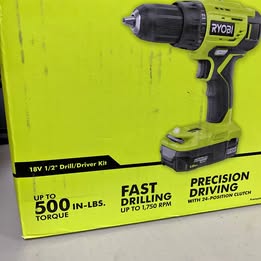 RYOBI
18V 1/2" Drill/Driver Kit
UP TO
500 IN-LBS.
TORQUE
FAST
DRILLING
UP TO 1,750 RPM
PRECISION
DRIVING
WITH 24-POSITION CLUTCH